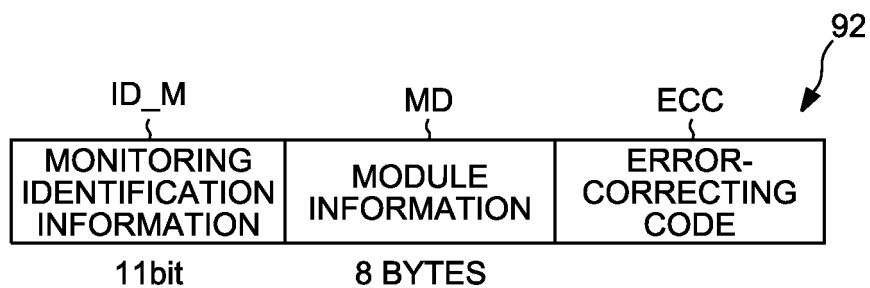 92
ID_M MD ECC
MONITORING IDENTIFICATION INFORMATION
MODULE INFORMATION
ERROR-CORRECTING CODE
11bit 8 BYTES